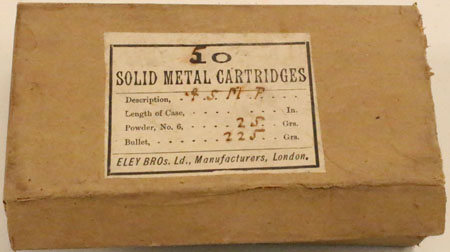 50
SOLID METAL CARTRIDGES
Description, . 4 S. M. P. . . .
Length of Case, . . . . . . . . In.
Powder, No. 6, . . . . 25 . Grs.
Bullet, . . . . . . 225 . Grs.
ELEY BROs. Ld., Manufacturers, London.